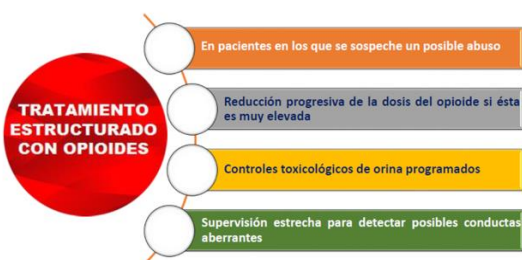 TRATAMIENTO
ESTRUCTURADO
CON OPIOIDES
En pacientes en los que se sospeche un posible abuso
Reducción progresiva de la dosis del opioide si ésta
es muy elevada
Controles toxicológicos de orina programados
Supervisión estrecha para detectar posibles conductas
aberrantes